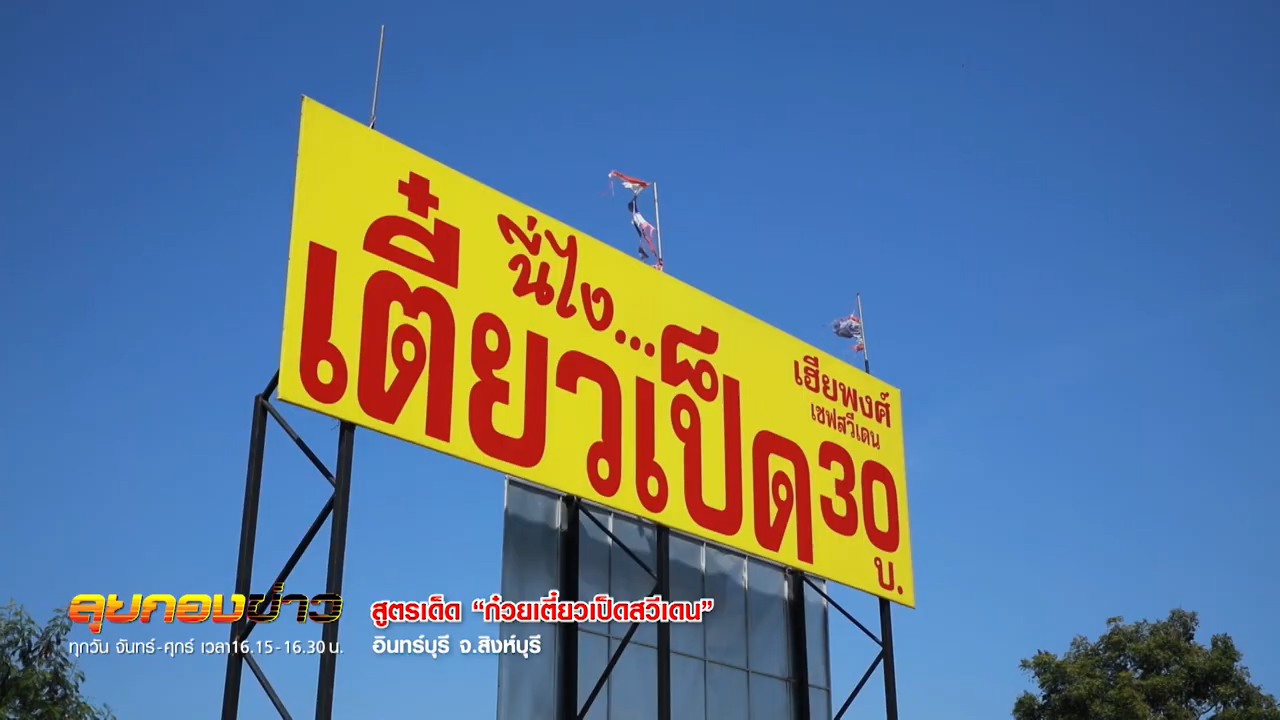 นี่ไง...
เตี๋ยวเป็ด 30 บ.
เฮียพงศ์
เชฟสวีเดน
ลุยกองข่าว
ทุกวัน จันทร์-ศุกร์ เวลา 16.15-16.30 น.
สูตรเด็ด “ก๋วยเตี๋ยวเป็ดสวีเดน”
อินทร์บุรี จ.สิงห์บุรี